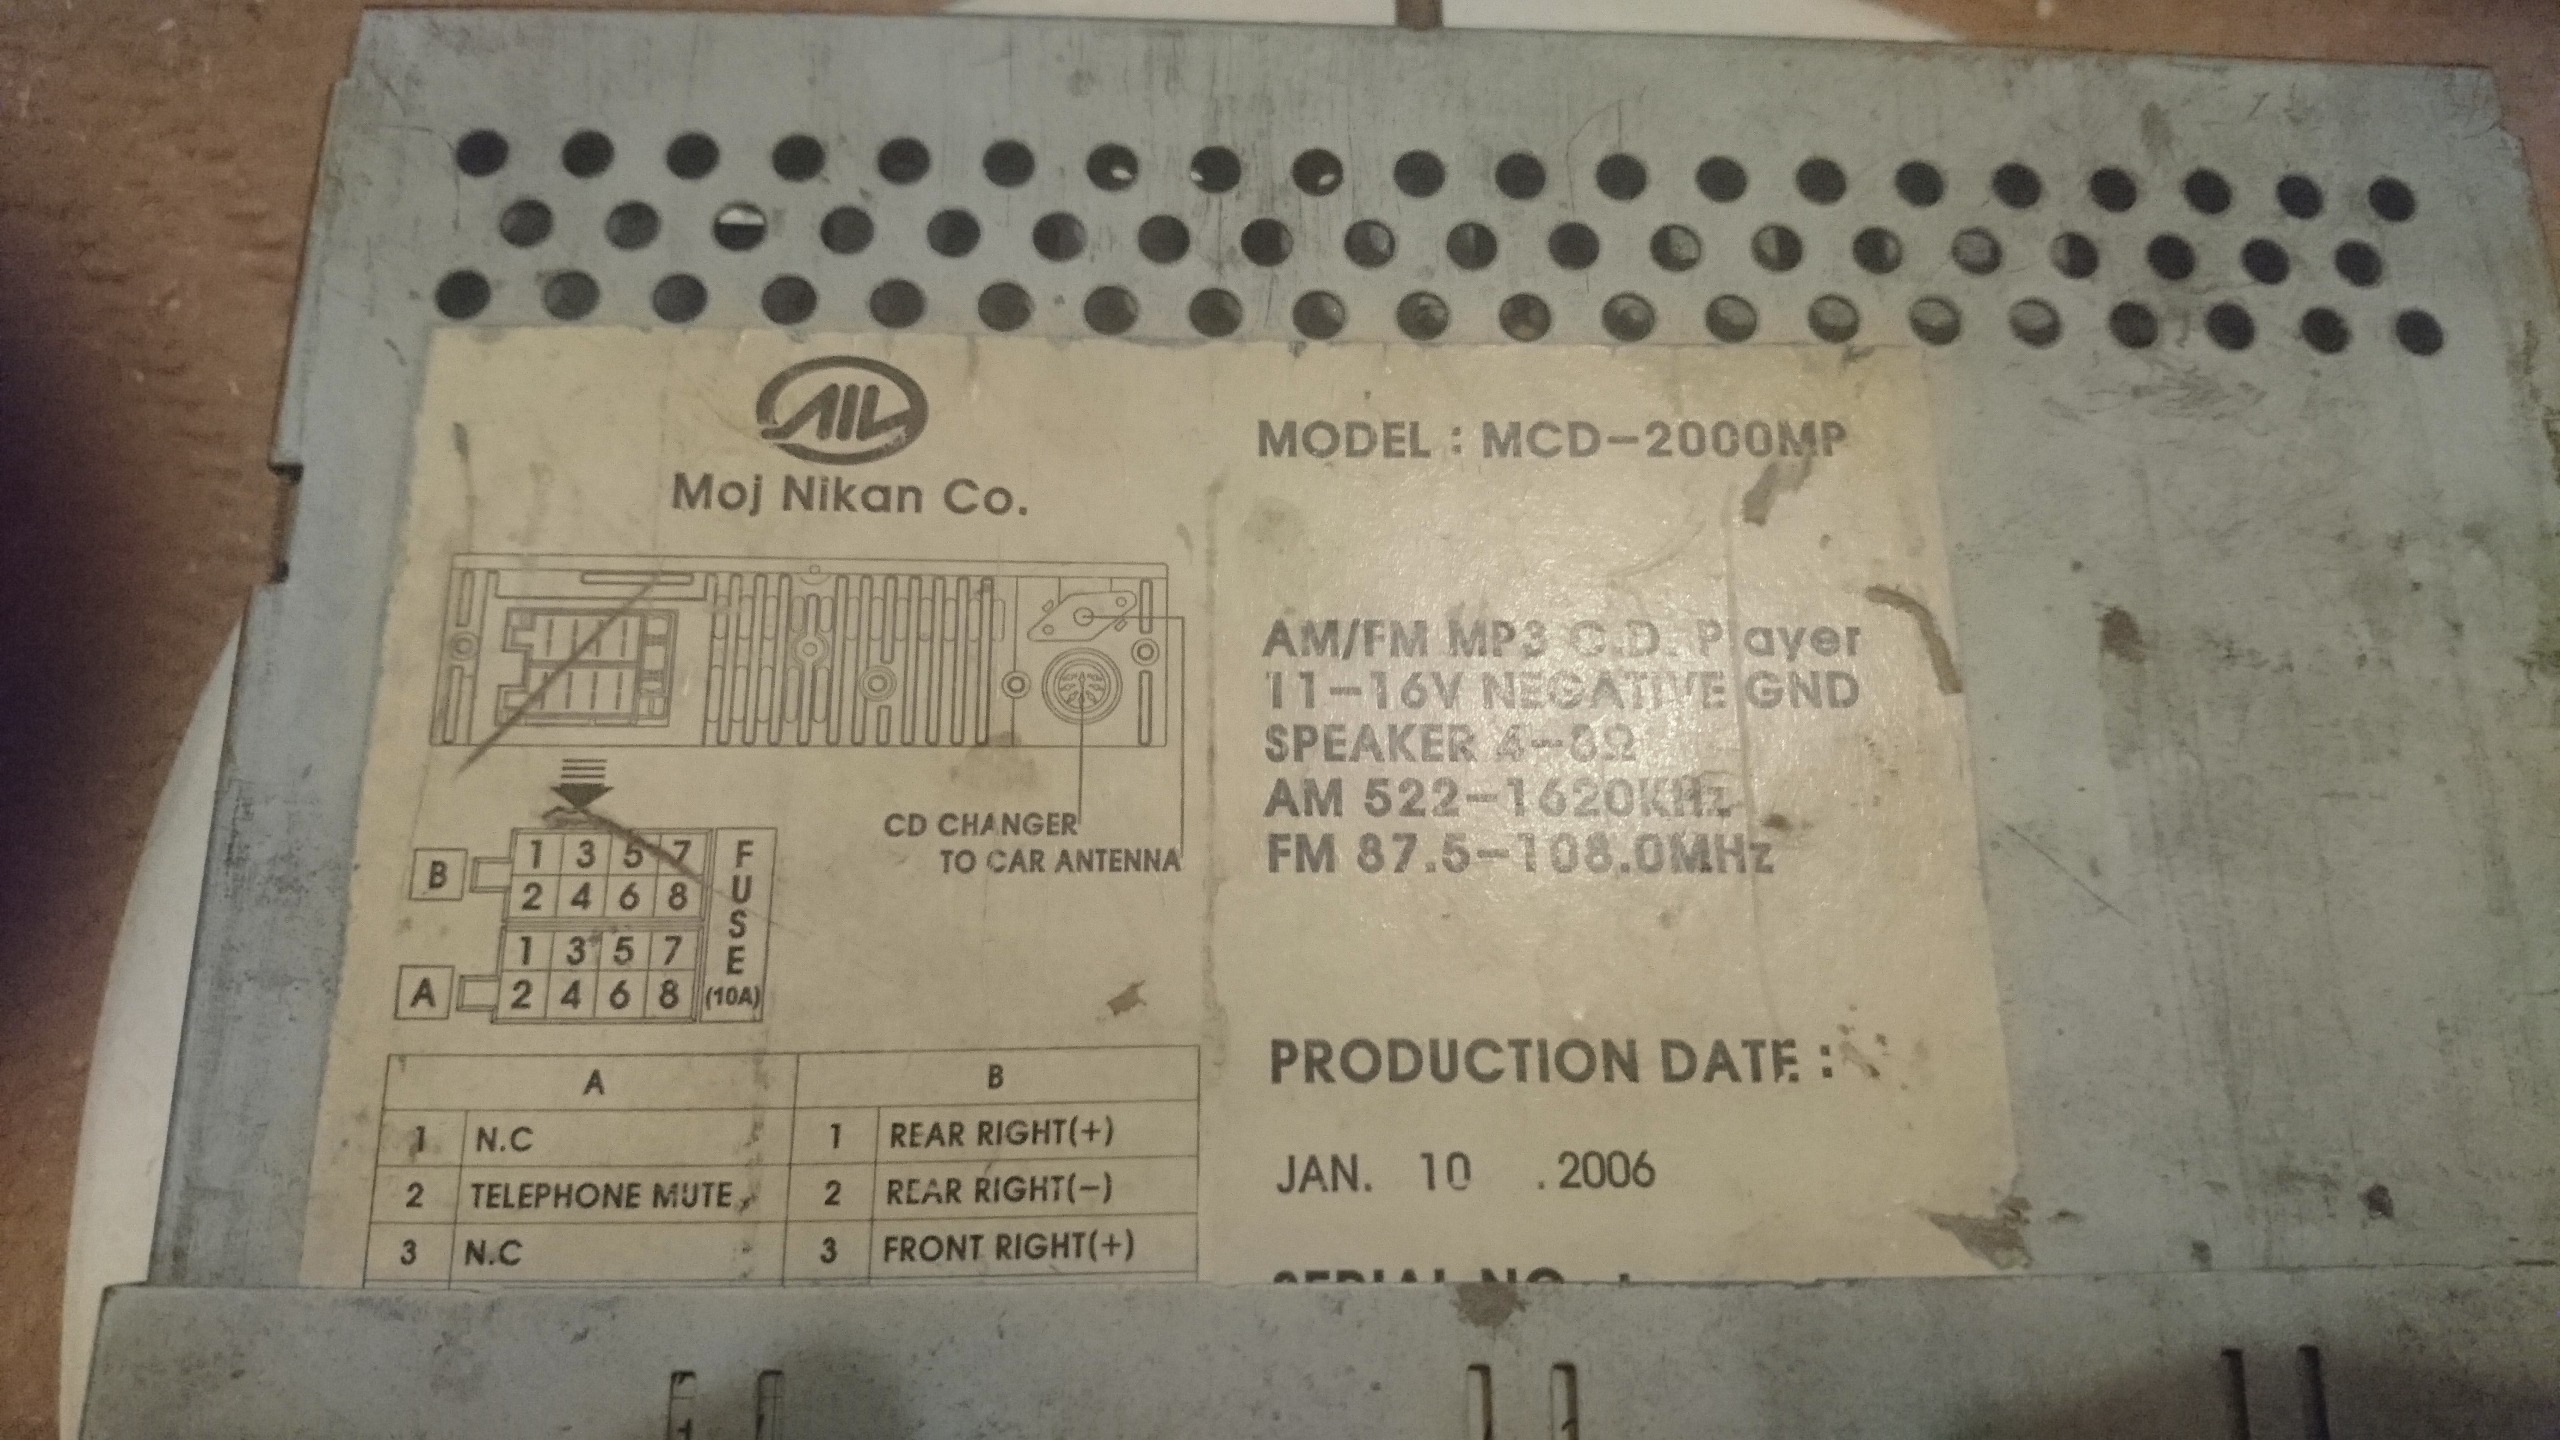 Moj Nikan Co.
CD CHANGER
TO CAR ANTENNA
B
1 3 5 7
2 4 6 8
A
1 3 5 7
2 4 6 8
FUSE
(10A)
A B
1 N.C 1 REAR RIGHT(+)
2 TELEPHONE MUTE 2 REAR RIGHT(-)
3 N.C 3 FRONT RIGHT(+)
MODEL : MCD-2000MP
AM/FM MP3 C.D. Player
11-16V NEGATIVE GND
SPEAKER 4-8Ω
AM 522-1620KHz
FM 87.5-108.0MHz
PRODUCTION DATE :
JAN. 10 .2006
SERIAL NO. :